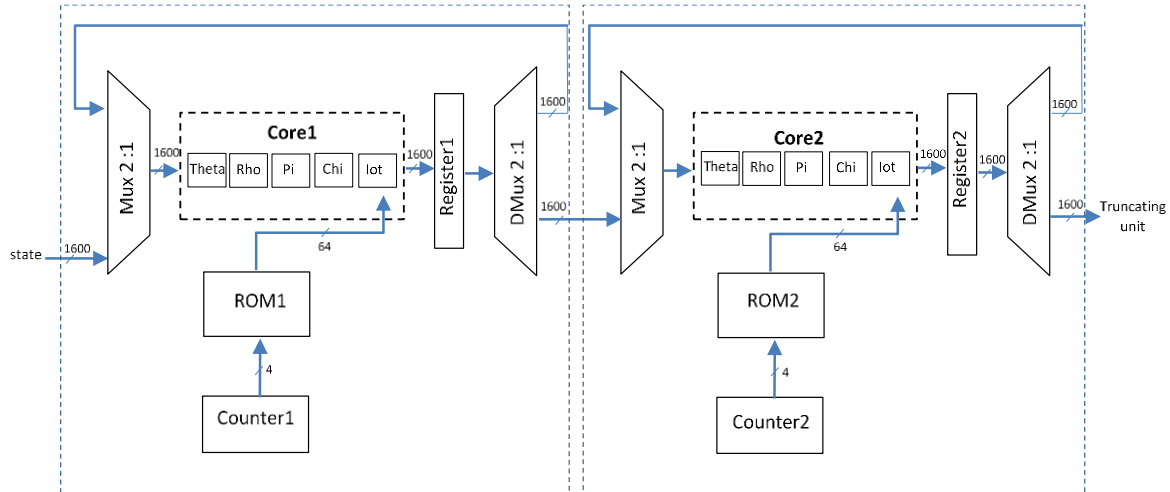 state
1600
Mux 2 :1
1600
Core1
Theta
Rho
Pi
Chi
Iot
1600
Register1
DMux 2 :1
1600
1600
64
ROM1
4
Counter1
Mux 2 :1
Core2
Theta
Rho
Pi
Chi
Iot
1600
Register2
1600
DMux 2 :1
1600
1600
Truncating
unit
64
ROM2
4
Counter2